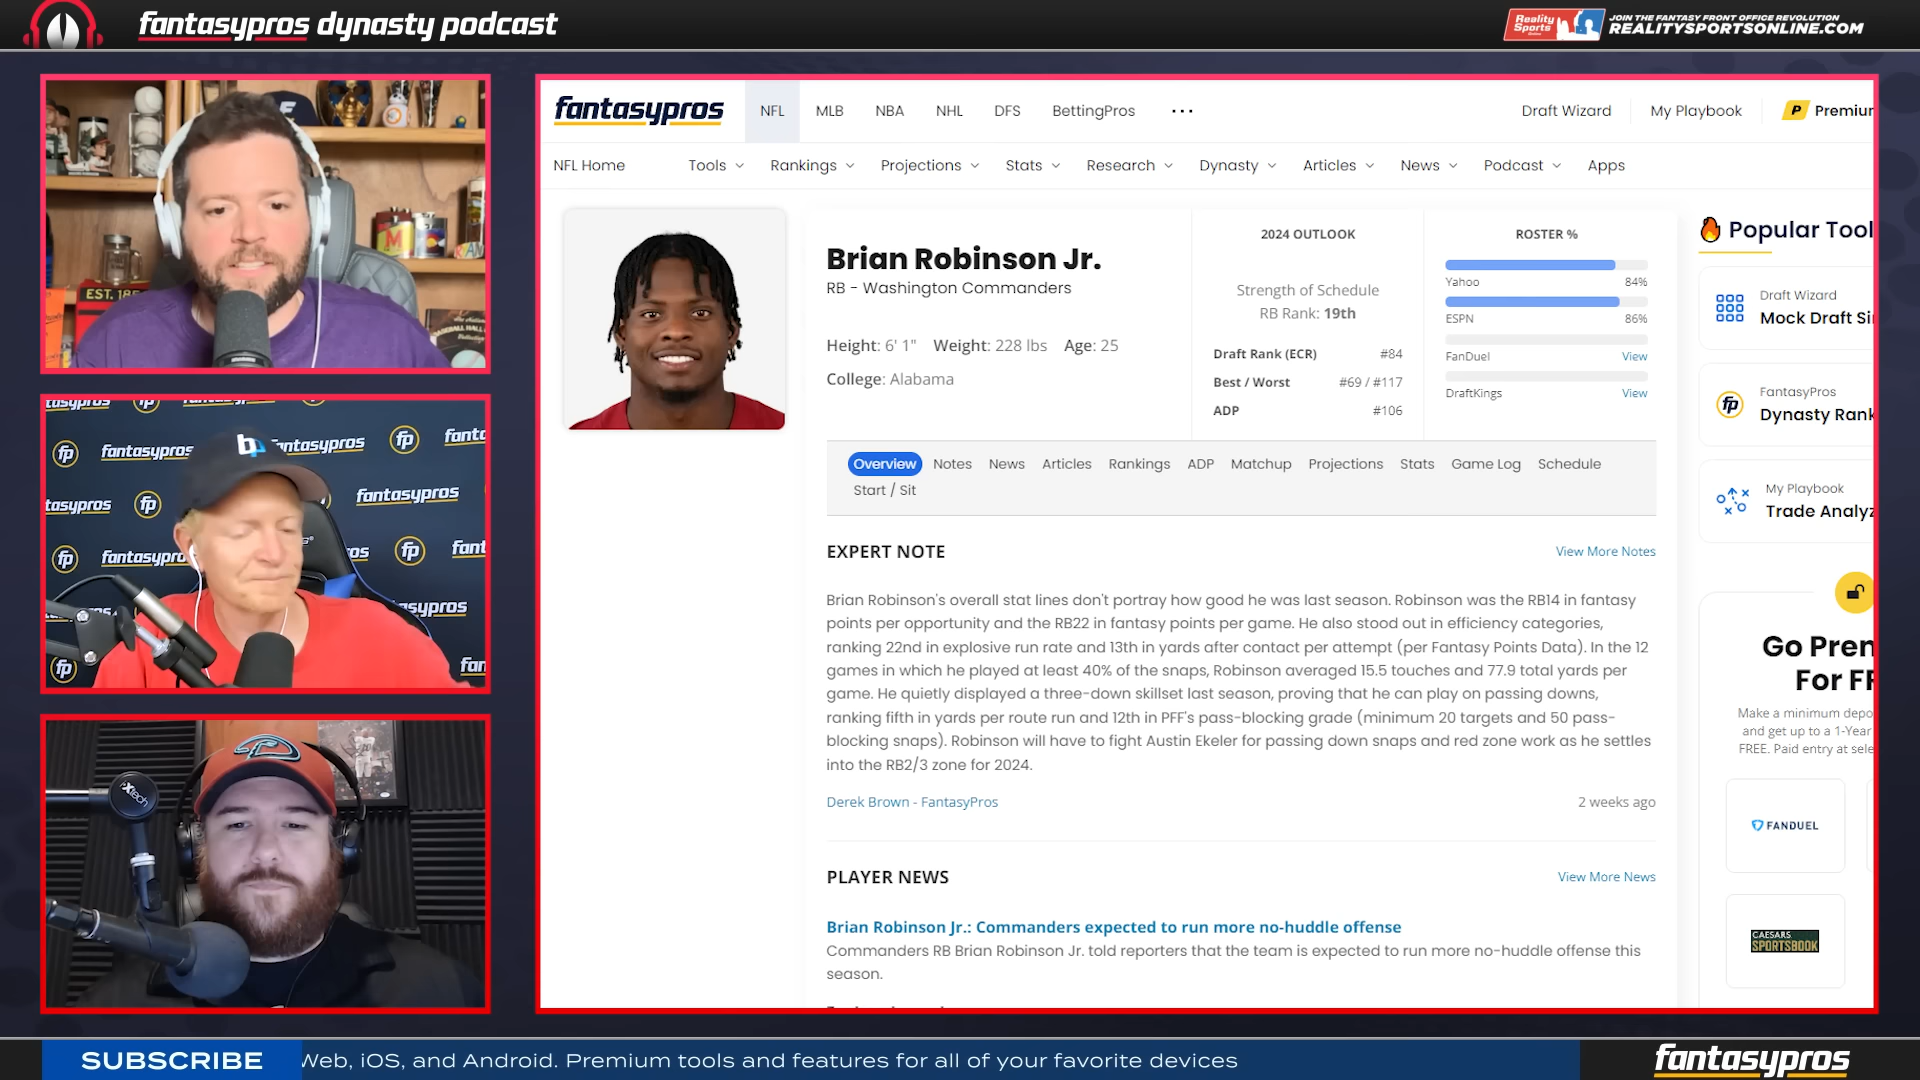 fantasypros dynasty podcast
Reality Sports Online
JOIN THE FANTASY FRONT OFFICE REVOLUTION
REALITYSPORTSONLINE.COM
fantasypros
NFL MLB NBA NHL DFS BettingPros ...
Draft Wizard My Playbook P Premiu
NFL Home Tools Rankings Projections Stats Research Dynasty Articles News Podcast Apps
Brian Robinson Jr.
RB - Washington Commanders
Height: 6' 1" Weight: 228 lbs Age: 25
College: Alabama
2024 OUTLOOK
Strength of Schedule
RB Rank: 19th
Draft Rank (ECR) #84
Best / Worst #69 / #117
ADP #106
ROSTER %
Yahoo 84%
ESPN 86%
FanDuel View
DraftKings View
Popular Tool
Draft Wizard
Mock Draft Si
FantasyPros
Dynasty Rank
My Playbook
Trade Analyz
Overview Notes News Articles Rankings ADP Matchup Projections Stats Game Log Schedule
Start / Sit
EXPERT NOTE
View More Notes
Brian Robinson's overall stat lines don't portray how good he was last season. Robinson was the RB14 in fantasy
points per opportunity and the RB22 in fantasy points per game. He also stood out in efficiency categories,
ranking 22nd in explosive run rate and 13th in yards after contact per attempt (per Fantasy Points Data). In the 12
games in which he played at least 40% of the snaps, Robinson averaged 15.5 touches and 77.9 total yards per
game. He quietly displayed a three-down skillset last season, proving that he can play on passing downs,
ranking fifth in yards per route run and 12th in PFF's pass-blocking grade (minimum 20 targets and 50 pass-
blocking snaps). Robinson will have to fight Austin Ekeler for passing down snaps and red zone work as he settles
into the RB2/3 zone for 2024.
Derek Brown - FantasyPros
2 weeks ago
PLAYER NEWS
View More News
Brian Robinson Jr.: Commanders expected to run more no-huddle offense
Commanders RB Brian Robinson Jr. told reporters that the team is expected to run more no-huddle offense this
season.
Go Pren
For FR
Make a minimum depo
and get up to a 1-Year
FREE. Paid entry at sele
FANDUEL
CAESARS
SPORTSBOOK
EST. 185
fantasypros fp fantasypros fp
fantasypros
fp fantasypros
fp
SUBSCRIBE
Web, iOS, and Android. Premium tools and features for all of your favorite devices
fantasypros